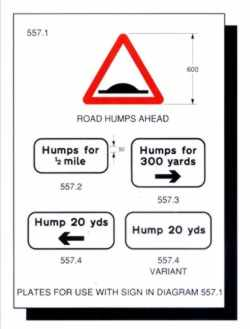 557.1
600
ROAD HUMPS AHEAD
Humps for
½ mile
50
557.2
Humps for
300 yards
557.3
Hump 20 yds
557.4
Hump 20 yds
557.4
VARIANT
PLATES FOR USE WITH SIGN IN DIAGRAM 557.1